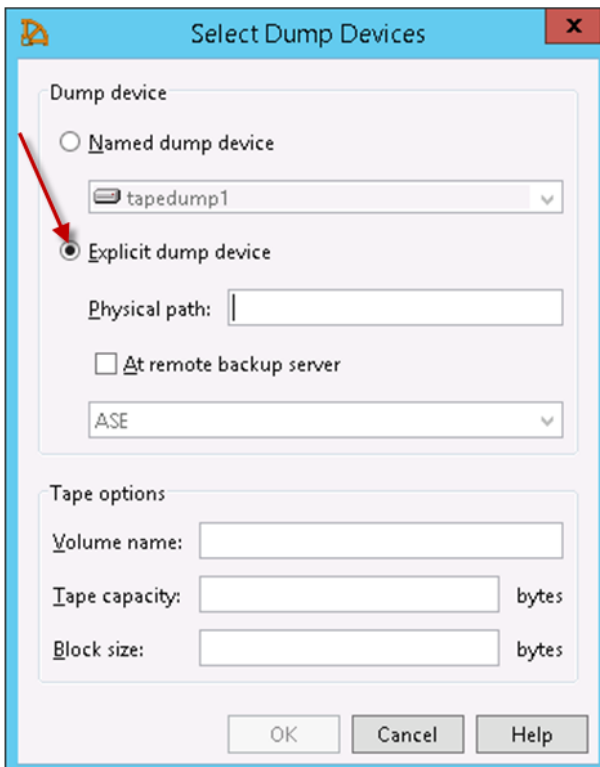 Select Dump Devices x
Dump device
Named dump device
tapedump1
Explicit dump device
Physical path:
At remote backup server
ASE
Tape options
Volume name:
Tape capacity: bytes
Block size: bytes
OK Cancel Help